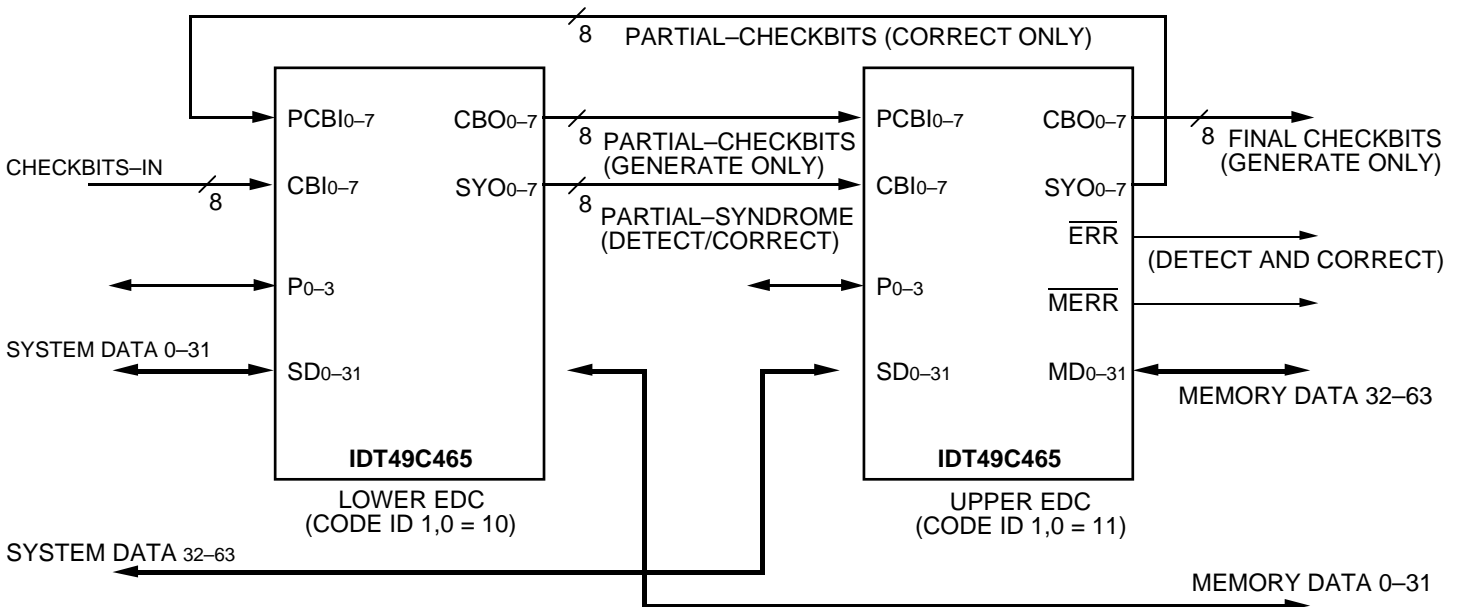 8 PARTIAL–CHECKBITS (CORRECT ONLY)
PCBI0–7 CBO0–7
8 PARTIAL–CHECKBITS
(GENERATE ONLY)
PCBI0–7 CBO0–7
8 FINAL CHECKBITS
(GENERATE ONLY)
CHECKBITS–IN
8
CBI0–7 SYO0–7
8 PARTIAL–SYNDROME
(DETECT/CORRECT)
CBI0–7 SYO0–7
ERR
(DETECT AND CORRECT)
P0–3
P0–3
MERR
SYSTEM DATA 0–31
SD0–31
SD0–31 MD0–31
MEMORY DATA 32–63
IDT49C465
IDT49C465
LOWER EDC
(CODE ID 1,0 = 10)
UPPER EDC
(CODE ID 1,0 = 11)
SYSTEM DATA 32–63
MEMORY DATA 0–31